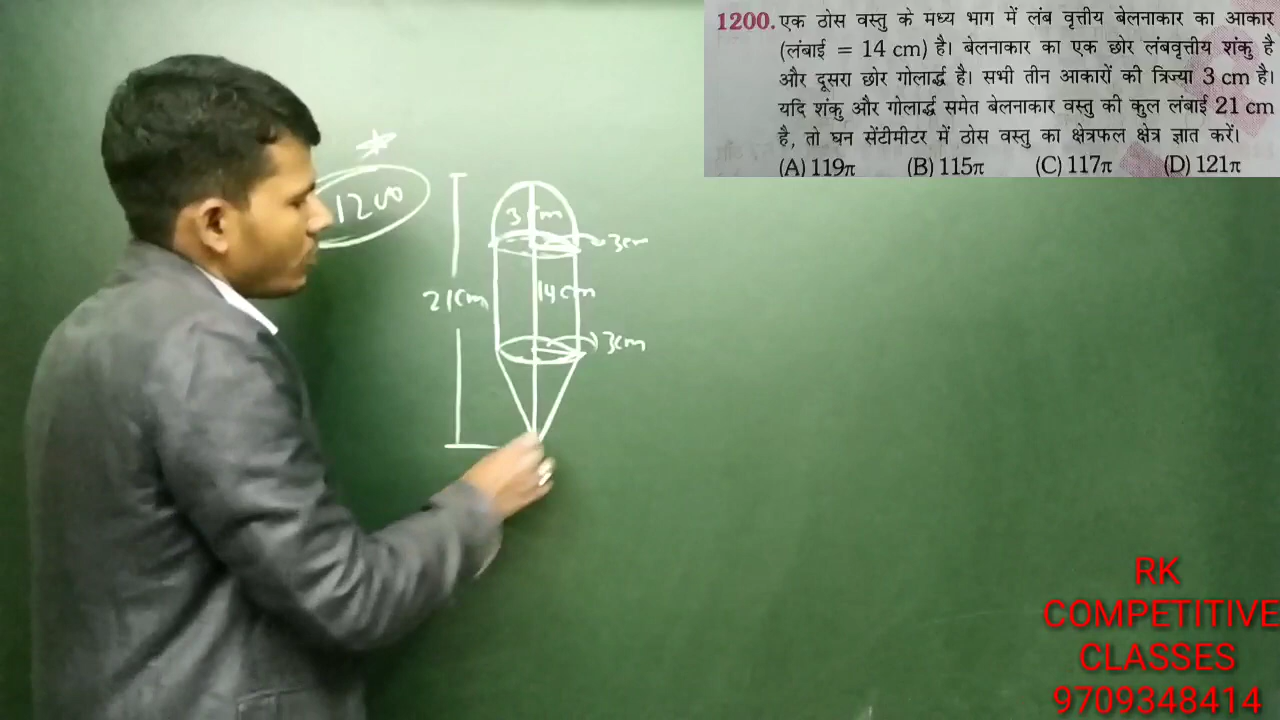 1200. एक ठोस वस्तु के मध्य भाग में लंब वृत्तीय बेलनाकार का आकार
(लंबाई = 14 cm) है। बेलनाकार का एक छोर लंबवृत्तीय शंकु है
और दूसरा छोर गोलार्द्ध है। सभी तीन आकारों की त्रिज्या 3 cm है।
यदि शंकु और गोलार्द्ध समेत बेलनाकार वस्तु की कुल लंबाई 21 cm
है, तो घन सेंटीमीटर में ठोस वस्तु का क्षेत्रफल क्षेत्र ज्ञात करें।
(A) 119π (B) 115π (C) 117π (D) 121π
1200
3 cm
3cm
21cm
14cm
3cm
RK
COMPETITIVE
CLASSES
9709348414